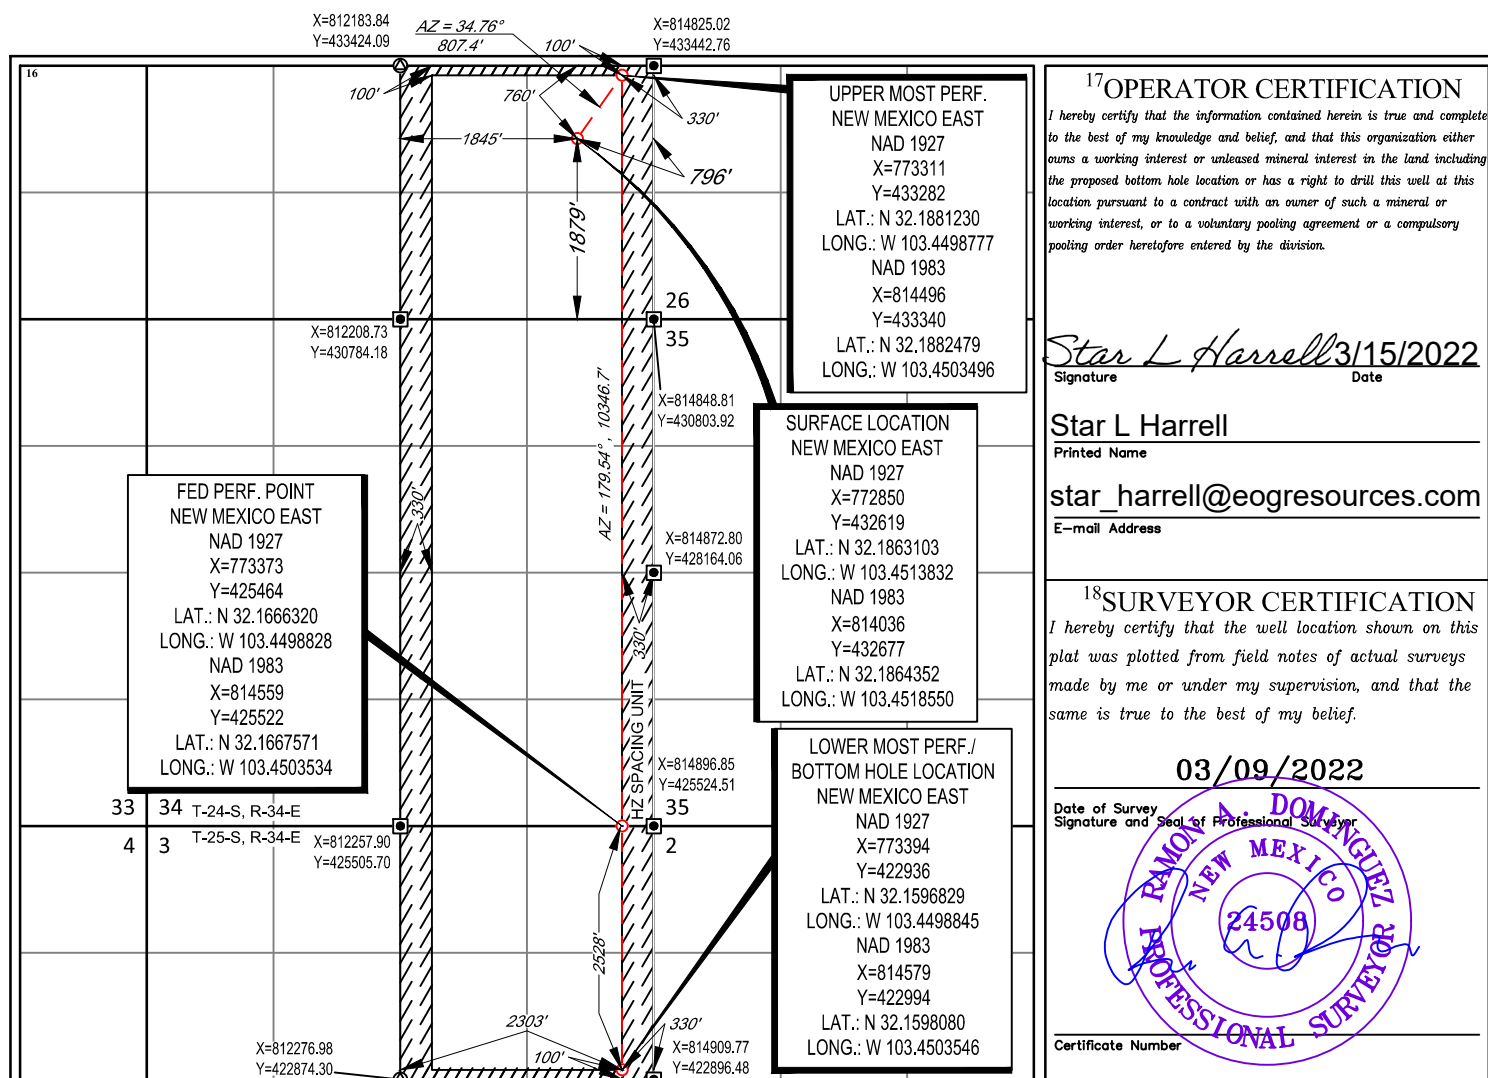 X=812183.84
Y=433424.09
AZ = 34.76°
807.4'
100'
X=814825.02
Y=433442.76
16
100'
760'
330'
1845'
796'
1879'
26
35
X=812208.73
Y=430784.18
X=814848.81
Y=430803.92
AZ = 179.54°, 10346.7'
330'
X=814872.80
Y=428164.06
330'
HZ SPACING UNIT
X=814896.85
Y=425524.51
33 34 T-24-S, R-34-E
4 3 T-25-S, R-34-E
35
2
X=812257.90
Y=425505.70
2528'
2303'
100'
330'
X=812276.98
Y=422874.30
X=814909.77
Y=422896.48
UPPER MOST PERF.
NEW MEXICO EAST
NAD 1927
X=773311
Y=433282
LAT.: N 32.1881230
LONG.: W 103.4498777
NAD 1983
X=814496
Y=433340
LAT.: N 32.1882479
LONG.: W 103.4503496
SURFACE LOCATION
NEW MEXICO EAST
NAD 1927
X=772850
Y=432619
LAT.: N 32.1863103
LONG.: W 103.4513832
NAD 1983
X=814036
Y=432677
LAT.: N 32.1864352
LONG.: W 103.4518550
FED PERF. POINT
NEW MEXICO EAST
NAD 1927
X=773373
Y=425464
LAT.: N 32.1666320
LONG.: W 103.4498828
NAD 1983
X=814559
Y=425522
LAT.: N 32.1667571
LONG.: W 103.4503534
LOWER MOST PERF./
BOTTOM HOLE LOCATION
NEW MEXICO EAST
NAD 1927
X=773394
Y=422936
LAT.: N 32.1596829
LONG.: W 103.4498845
NAD 1983
X=814579
Y=422994
LAT.: N 32.1598080
LONG.: W 103.4503546
17OPERATOR CERTIFICATION
I hereby certify that the information contained herein is true and complete
to the best of my knowledge and belief, and that this organization either
owns a working interest or unleased mineral interest in the land including
the proposed bottom hole location or has a right to drill this well at this
location pursuant to a contract with an owner of such a mineral or
working interest, or to a voluntary pooling agreement or a compulsory
pooling order heretofore entered by the division.
Star L Harrell 3/15/2022
Signature Date
Star L Harrell
Printed Name
star_harrell@eogresources.com
E-mail Address
18SURVEYOR CERTIFICATION
I hereby certify that the well location shown on this
plat was plotted from field notes of actual surveys
made by me or under my supervision, and that the
same is true to the best of my belief.
03/09/2022
Date of Survey
Signature and Seal of Professional Surveyor
RAMON A. DOMINGUEZ
NEW MEXICO
24508
PROFESSIONAL SURVEYOR
Certificate Number